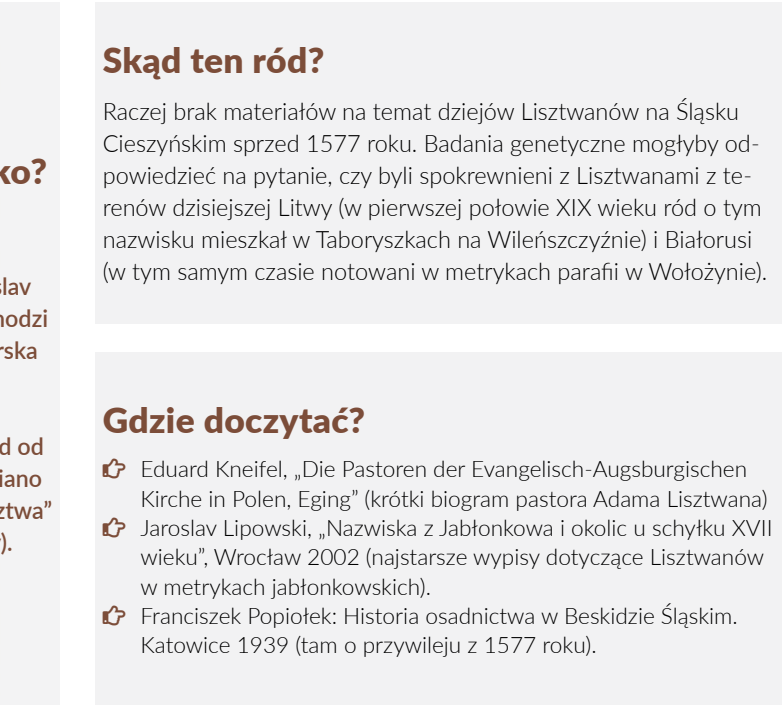 ko?
slav
hodzi
rska
d od
iano
ztwa”
).
Skąd ten ród?
Raczej brak materiałów na temat dziejów Lisztwanów na Śląsku
Cieszyńskim sprzed 1577 roku. Badania genetyczne mogłyby od-
powiedzieć na pytanie, czy byli spokrewnieni z Lisztwanami z te-
renów dzisiejszej Litwy (w pierwszej połowie XIX wieku ród o tym
nazwisku mieszkał w Taboryszkach na Wileńszczyźnie) i Białorusi
(w tym samym czasie notowani w metrykach parafii w Wołożynie).
Gdzie doczytać?
Eduard Kneifel, „Die Pastoren der Evangelisch-Augsburgischen
Kirche in Polen, Eging” (krótki biogram pastora Adama Lisztwana)
Jaroslav Lipowski, „Nazwiska z Jabłonkowa i okolic u schyłku XVII
wieku”, Wrocław 2002 (najstarsze wypisy dotyczące Lisztwanów
w metrykach jabłonkowskich).
Franciszek Popiołek: Historia osadnictwa w Beskidzie Śląskim.
Katowice 1939 (tam o przywileju z 1577 roku).